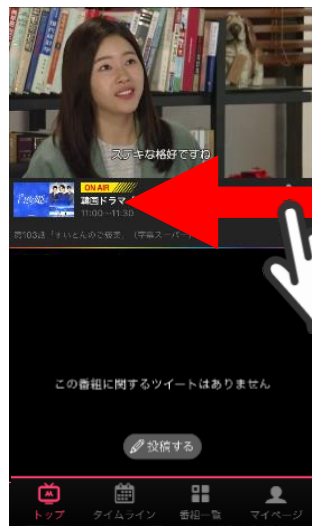 ステキな格好ですね
ON AIR
韓国ドラマ
11:00~11:30
第103話「すいとんのご褒美」（字幕スーパー
この番組に関するツイートはありません
投稿する
トップ
タイムライン
番組一覧
マイページ